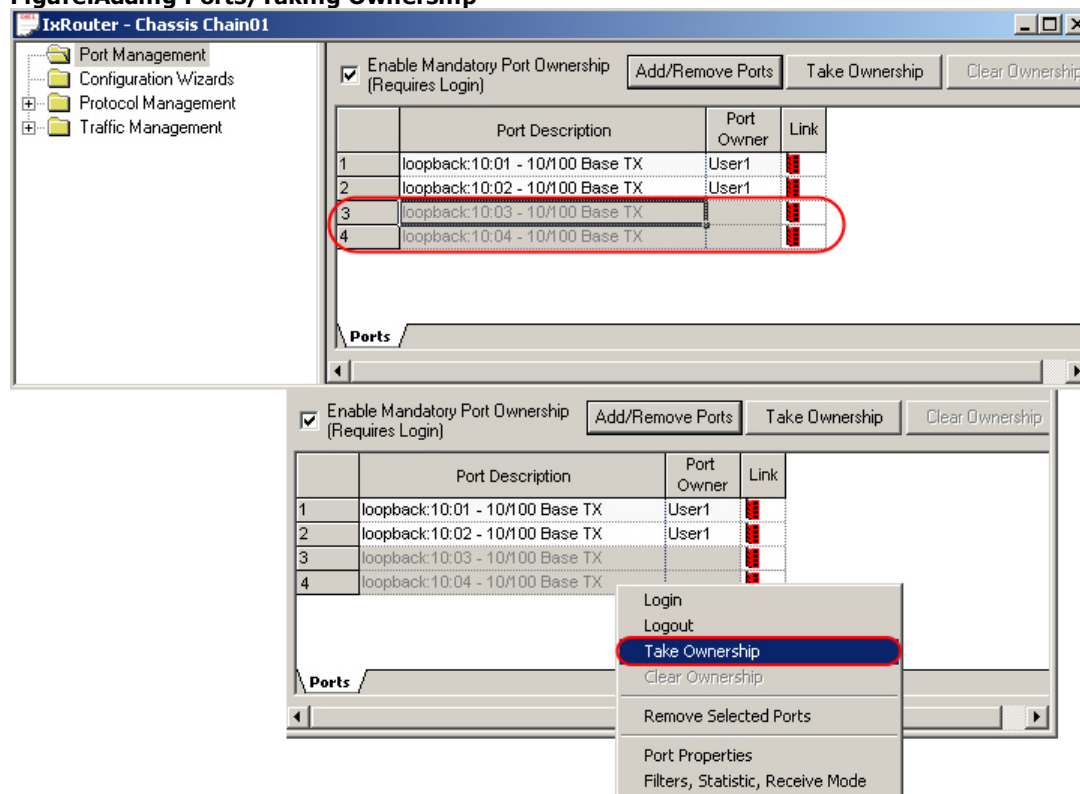 Figure:Adding Ports/Taking Ownership
IxRouter - Chassis Chain01
Port Management
Configuration Wizards
Protocol Management
Traffic Management
Enable Mandatory Port Ownership
(Requires Login)
Add/Remove Ports
Take Ownership
Clear Ownership
Port Description Port Owner Link
1 loopback:10:01 - 10/100 Base TX User1
2 loopback:10:02 - 10/100 Base TX User1
3 loopback:10:03 - 10/100 Base TX
4 loopback:10:04 - 10/100 Base TX
Ports
Enable Mandatory Port Ownership
(Requires Login)
Add/Remove Ports
Take Ownership
Clear Ownership
Port Description Port Owner Link
1 loopback:10:01 - 10/100 Base TX User1
2 loopback:10:02 - 10/100 Base TX User1
3 loopback:10:03 - 10/100 Base TX
4 loopback:10:04 - 10/100 Base TX
Ports
Login
Logout
Take Ownership
Clear Ownership
Remove Selected Ports
Port Properties
Filters, Statistic, Receive Mode